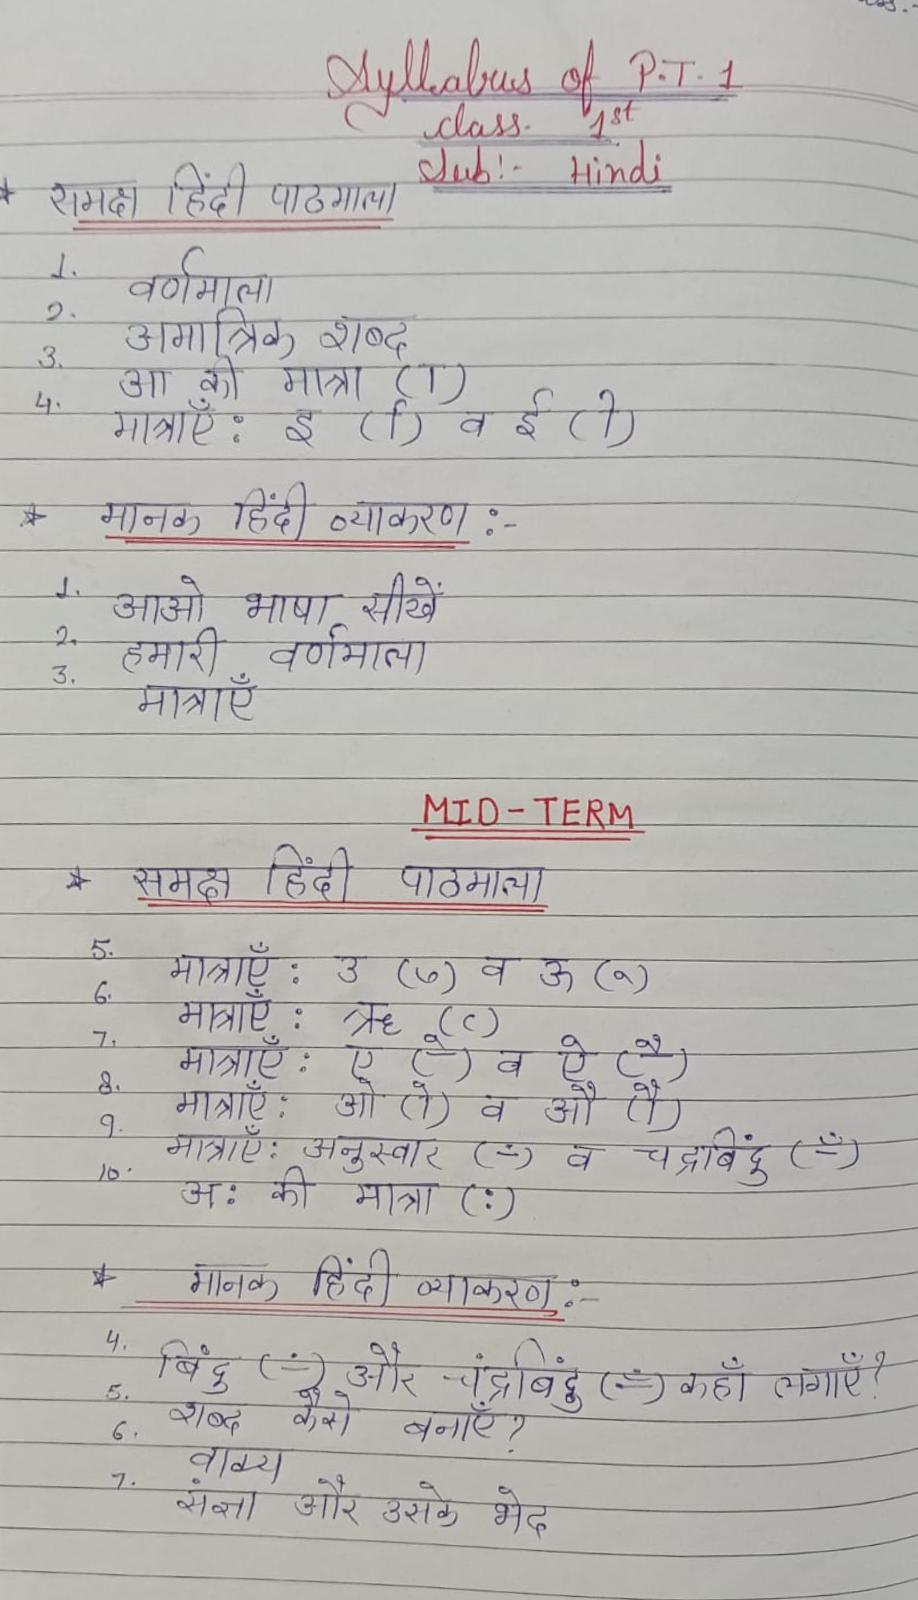 Syllabus of P.T. 1
class. 1st
Sub:- Hindi
* समक्ष हिंदी पाठमाला
1. वर्णमाला
2. अमात्रिक शब्द
3. आ की मात्रा (ा)
4. मात्राएँ: इ (ि) व ई (ी)
* मानक हिंदी व्याकरण :-
1. आओ भाषा सीखें
2. हमारी वर्णमाला
3. मात्राएँ
MID-TERM
* समक्ष हिंदी पाठमाला
5. मात्राएँ: उ (ु) व ऊ (ू)
6. मात्राएँ: ऋ (ृ)
7. मात्राएँ: ए (े) व ऐ (ै)
8. मात्राएँ: ओ (ो) व औ (ौ)
9. मात्राएँ: अनुस्वार (ं) व चद्रबिंदु (ँ)
10. अः की मात्रा (:)
* मानक हिंदी व्याकरण:-
4. बिंदु (ं) और चंद्रबिंदु (ँ) कहाँ लगाएँ?
5. शब्द कैसे बनाएँ?
6. वाक्य
7. संज्ञा और उसके भेद